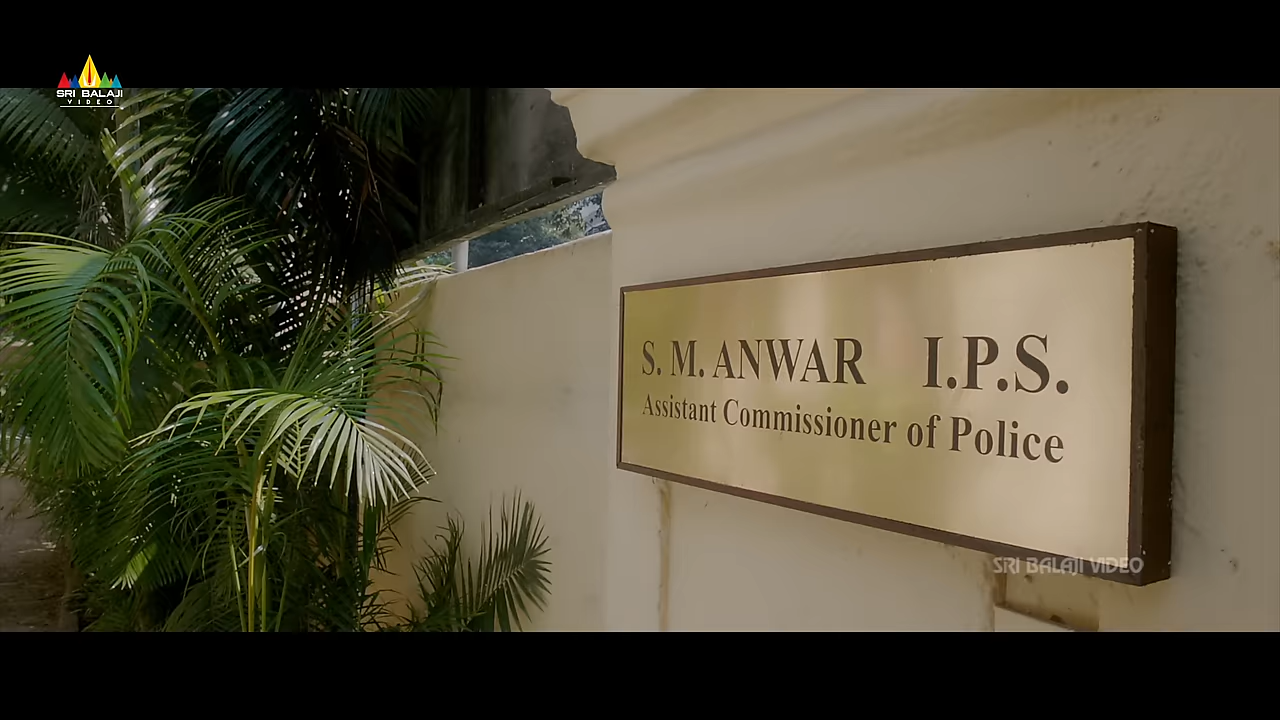 SRI BALAJI
VIDEO
S. M. ANWAR I.P.S.
Assistant Commissioner of Police
SRI BALAJI VIDEO